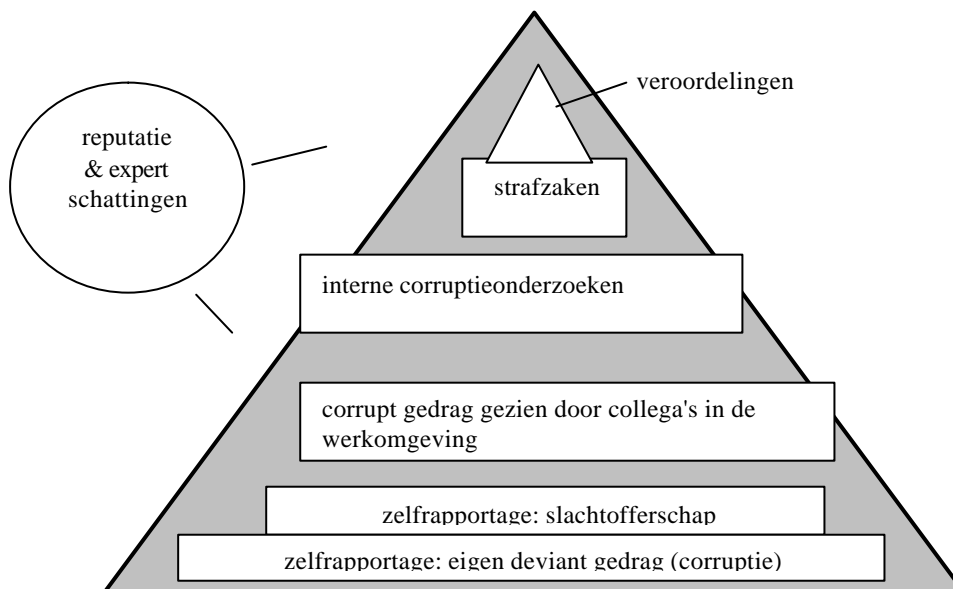 veroordelingen
reputatie
& expert
schattingen
strafzaken
interne corruptieonderzoeken
corrupt gedrag gezien door collega's in de
werkomgeving
zelfrapportage: slachtofferschap
zelfrapportage: eigen deviant gedrag (corruptie)